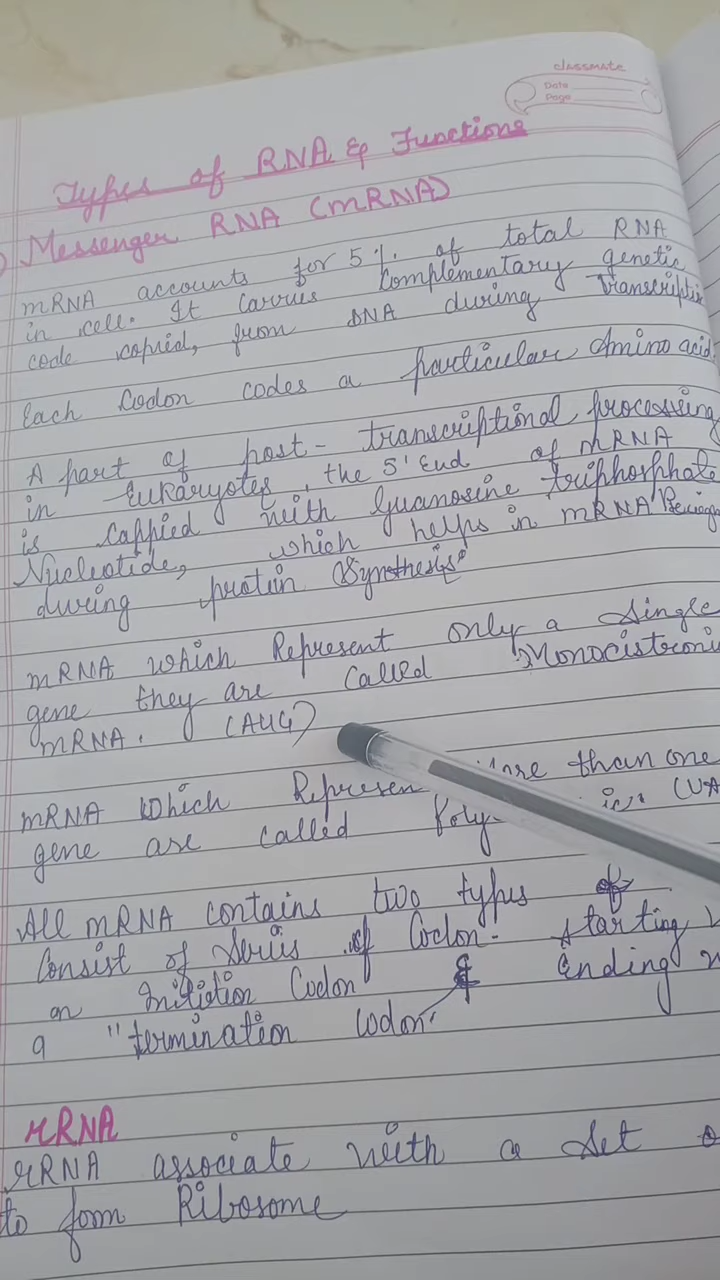 classmate
Date
Page
Types of RNA & Functions
) Messenger RNA (mRNA)
mRNA accounts for 5 %. of total RNA
in cell. It carries complementary genetic
code copied, from DNA during transcriptio
Each Codon codes a particular Amino acid.
A part of post - transcriptional processing
in Eukaryotes, the 5' End of mRNA
is Cappied with Guanosine triphosphate
Nucleotide, which helps in mRNA
during protein Synthesis.
mRNA which Represent only a Single
gene they are called Monocistroni
mRNA. (AUG)
mRNA which Represen More than one
gene are called Poly (UA
All mRNA contains two types of
Consist of Series of Codon - starting w
on Initiation Codon & Ending w
a "termination Codon"
rRNA
rRNA associate with a Set o
to form Ribosome